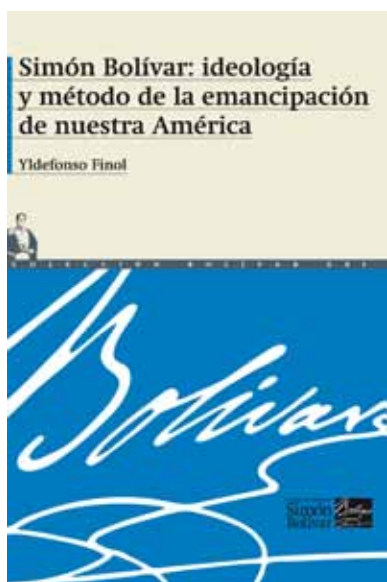 Simón Bolívar: ideología
y método de la emancipación
de nuestra América
Yldefonso Finol
Bolívar
Simón
Bolívar